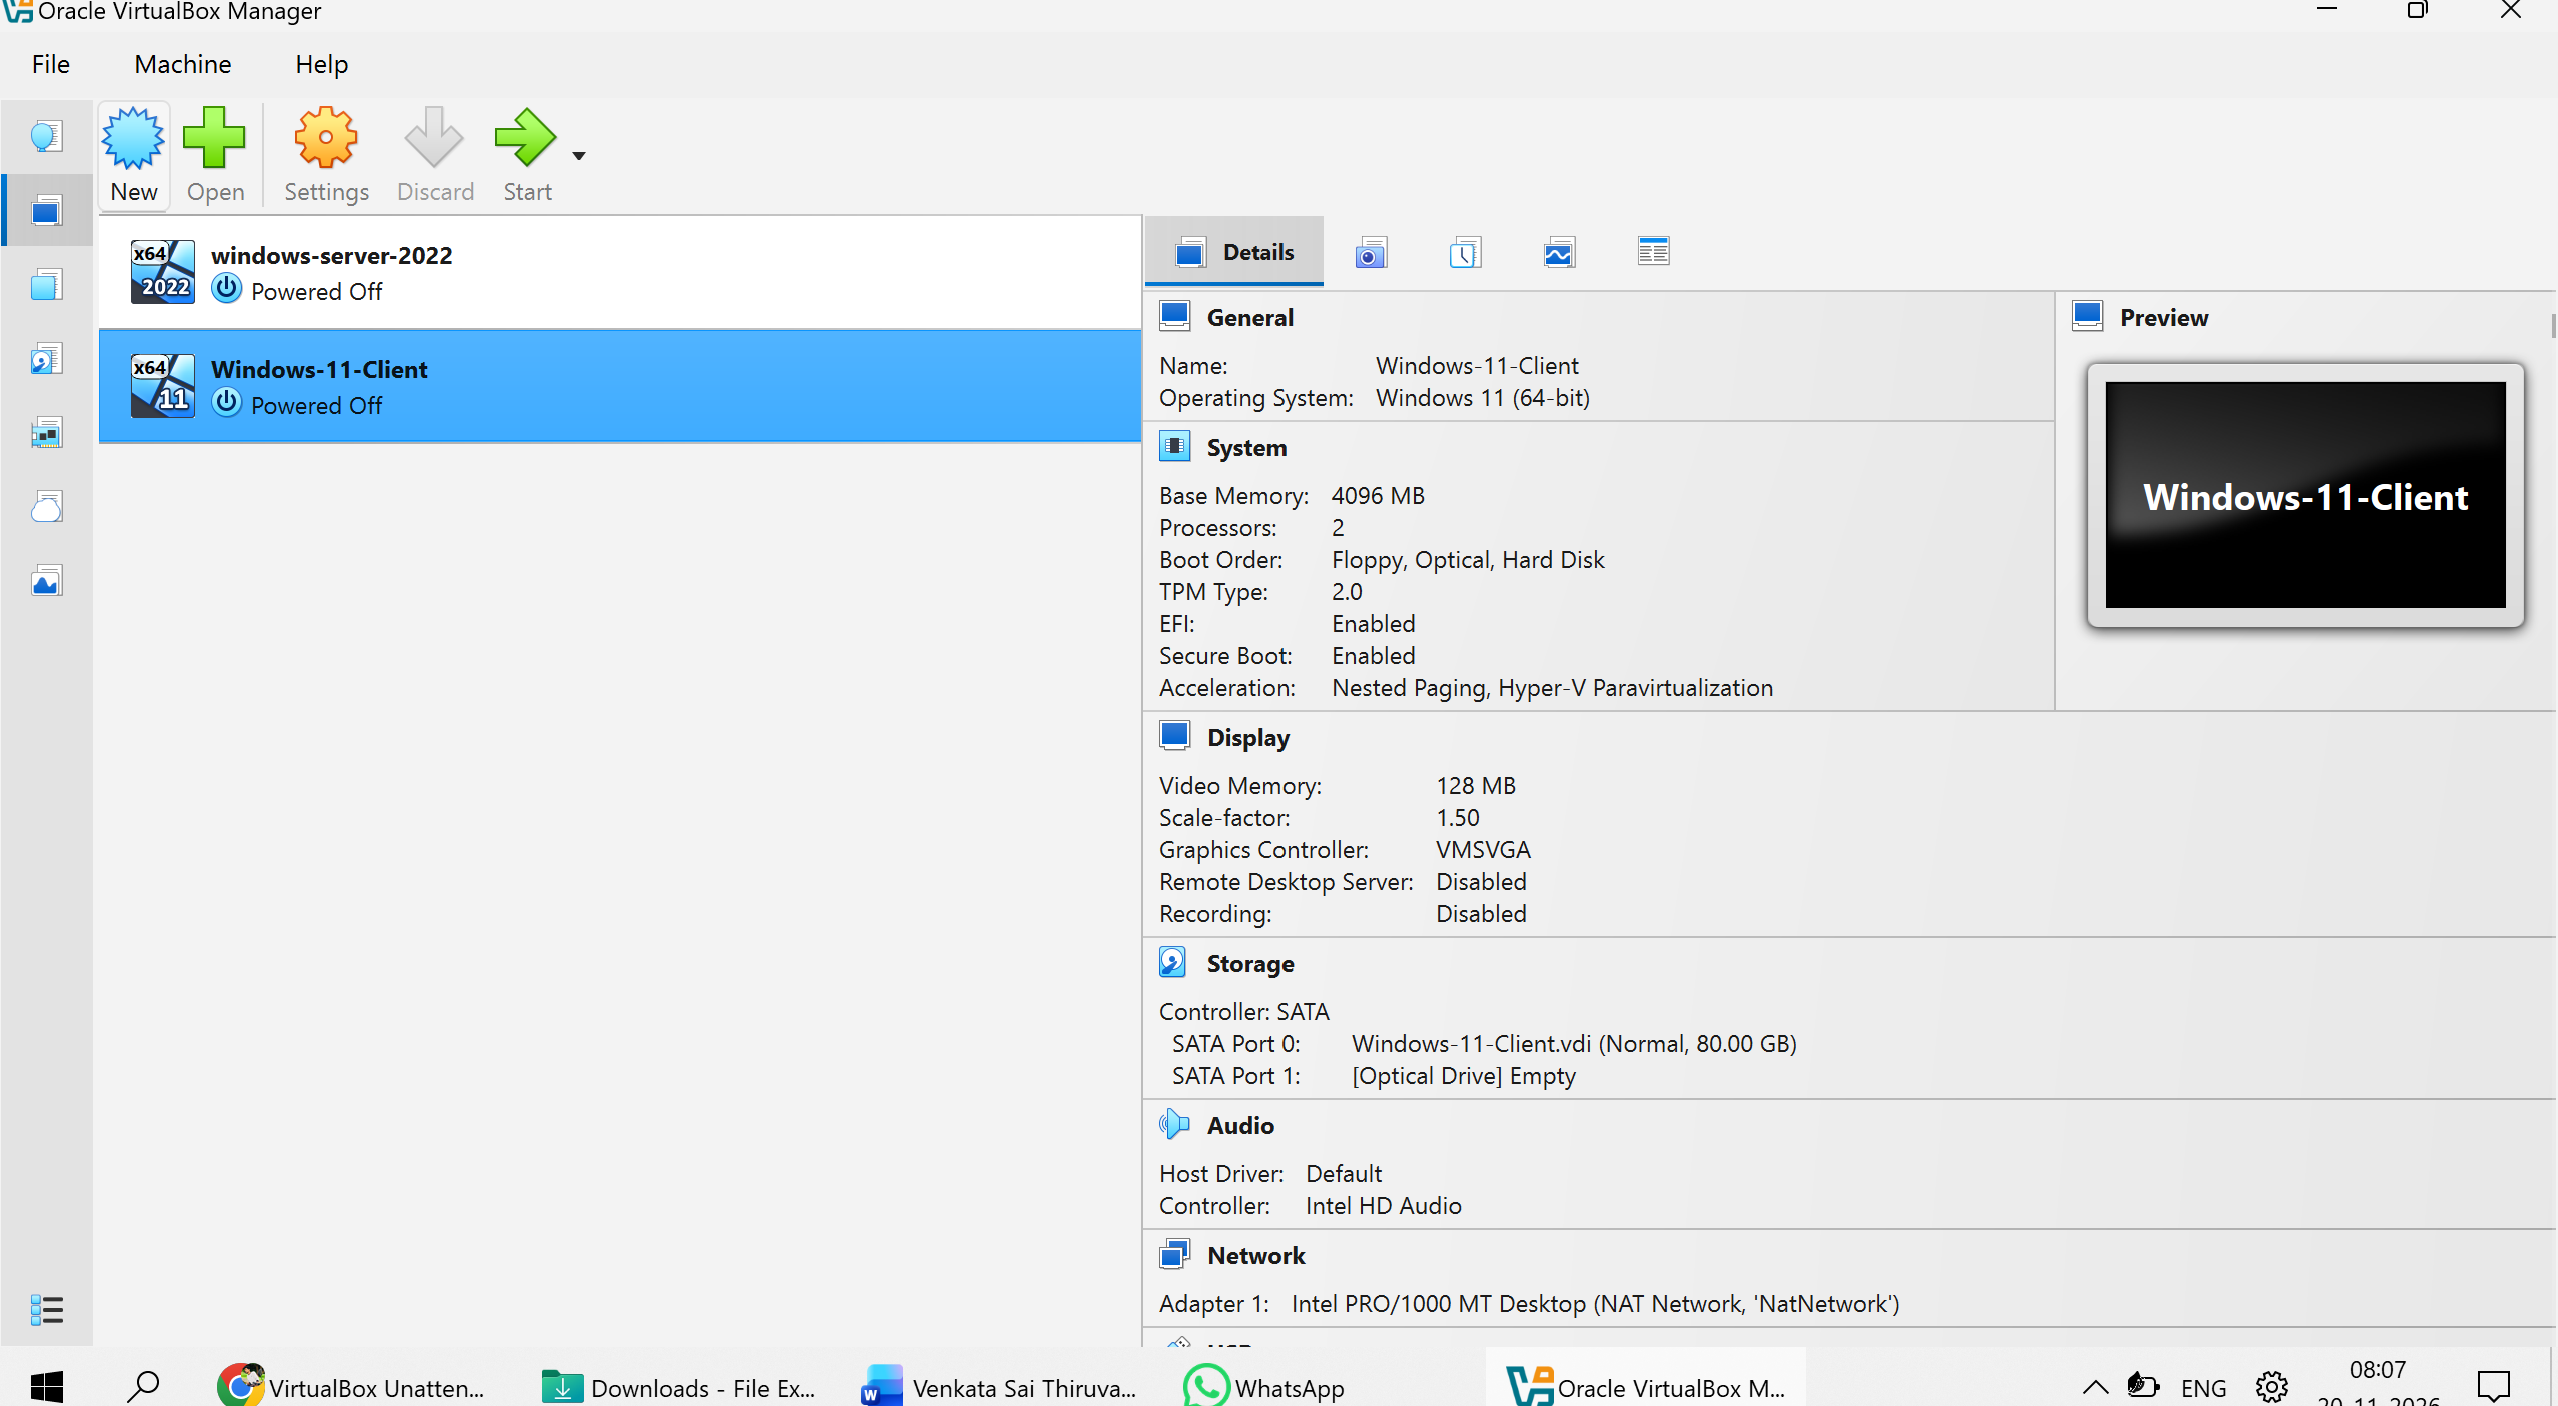 Oracle VirtualBox Manager
File Machine Help
New Open Settings Discard Start
x64 2022 windows-server-2022
Powered Off
x64 11 Windows-11-Client
Powered Off
Details
General
Name: Windows-11-Client
Operating System: Windows 11 (64-bit)
Preview
Windows-11-Client
System
Base Memory: 4096 MB
Processors: 2
Boot Order: Floppy, Optical, Hard Disk
TPM Type: 2.0
EFI: Enabled
Secure Boot: Enabled
Acceleration: Nested Paging, Hyper-V Paravirtualization
Display
Video Memory: 128 MB
Scale-factor: 1.50
Graphics Controller: VMSVGA
Remote Desktop Server: Disabled
Recording: Disabled
Storage
Controller: SATA
SATA Port 0: Windows-11-Client.vdi (Normal, 80.00 GB)
SATA Port 1: [Optical Drive] Empty
Audio
Host Driver: Default
Controller: Intel HD Audio
Network
Adapter 1: Intel PRO/1000 MT Desktop (NAT Network, 'NatNetwork')
VirtualBox Unatten... Downloads - File Ex... Venkata Sai Thiruva... WhatsApp Oracle VirtualBox M... ENG 08:07